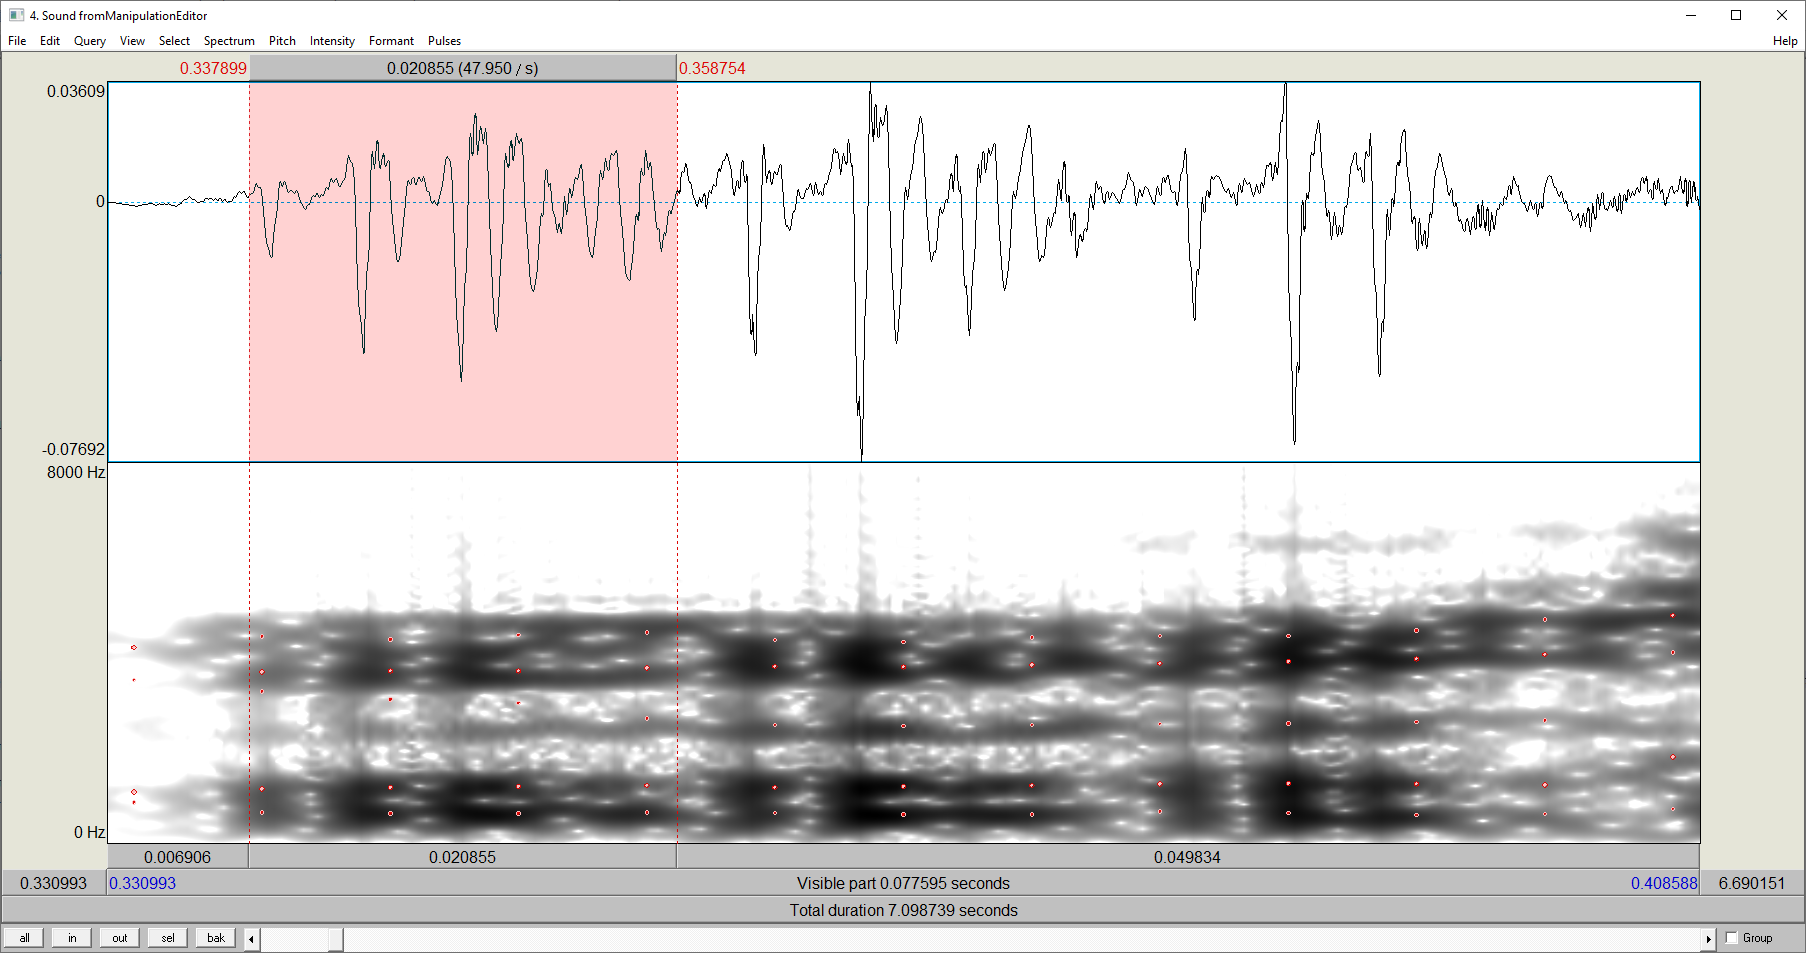 4. Sound fromManipulationEditor
File Edit Query View Select Spectrum Pitch Intensity Formant Pulses Help
0.337899 0.020855 (47.950 / s) 0.358754
0.03609
0
-0.07692
8000 Hz
0 Hz
0.006906 0.020855 0.049834
0.330993 0.330993 Visible part 0.077595 seconds 0.408588 6.690151
Total duration 7.098739 seconds
all in out sel bak Group